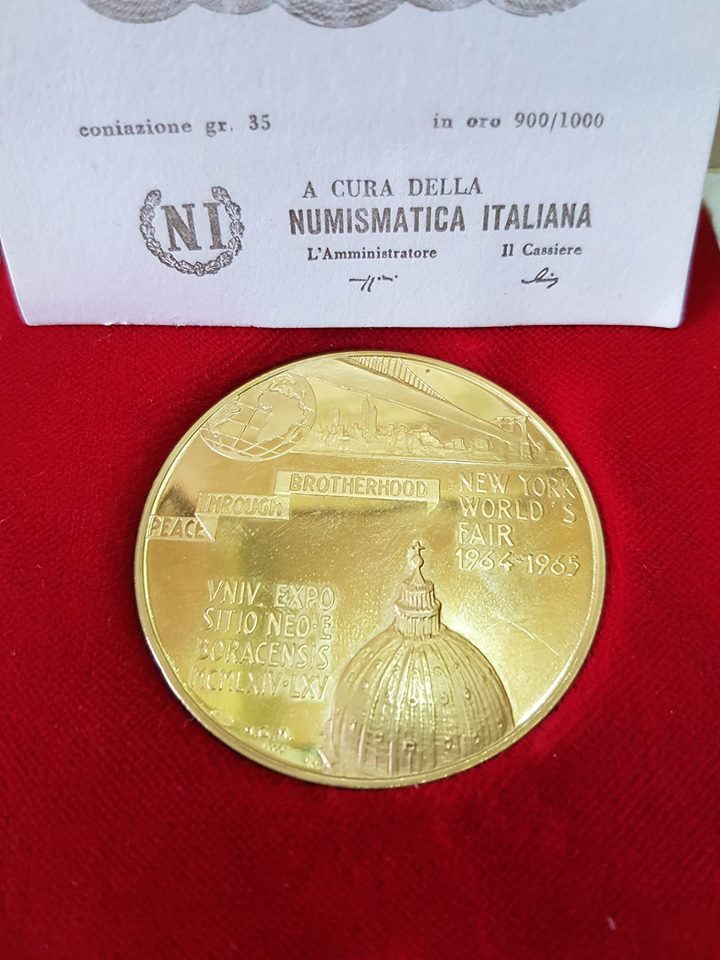 coniazione gr. 35 in oro 900/1000
NI
A CURA DELLA
NUMISMATICA ITALIANA
L'Amministratore Il Cassiere
PEACE THROUGH BROTHERHOOD
NEW YORK
WORLD'S
FAIR
1964-1965
VNIV EXPO
SITIO NEO·E
BORACENSIS
MCMLXIV·LXV